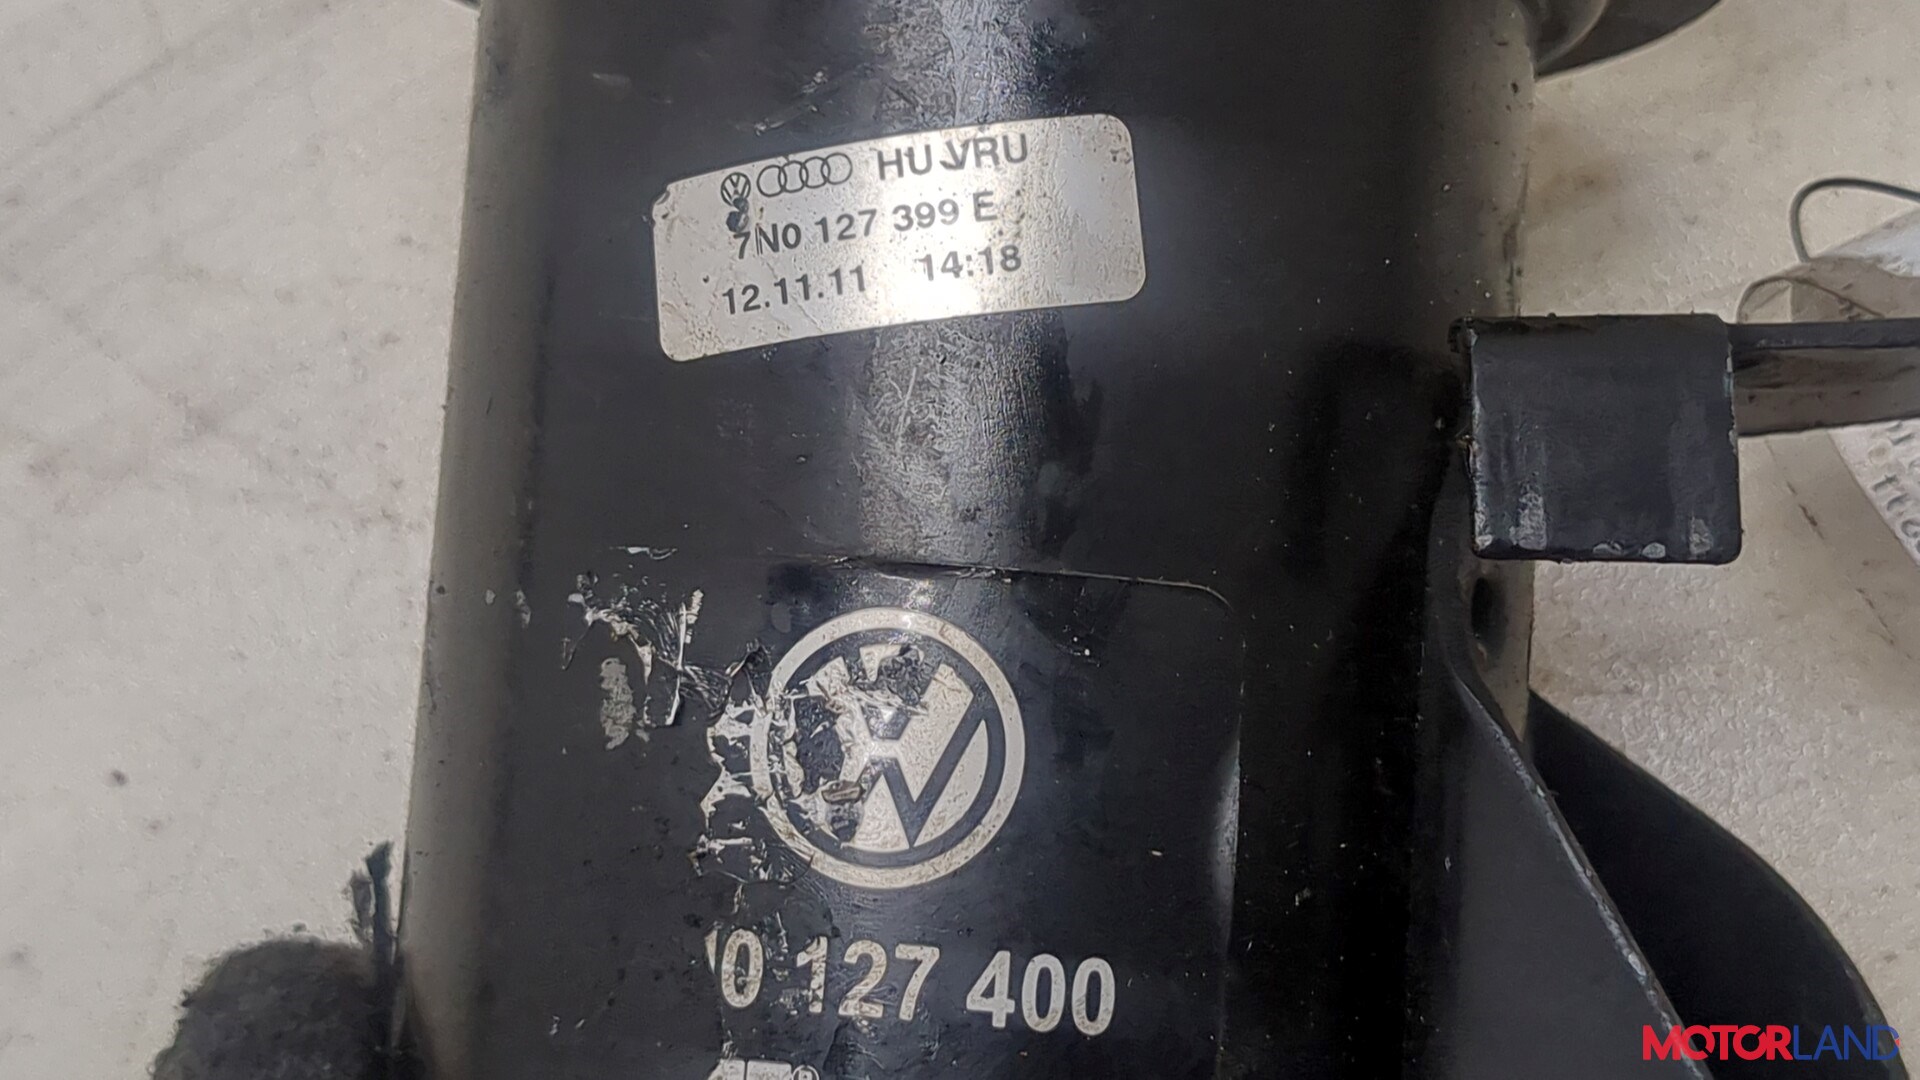 HU VRU
7N0 127 399 E
12.11.11 14:18
0 127 400
MOTORLAND